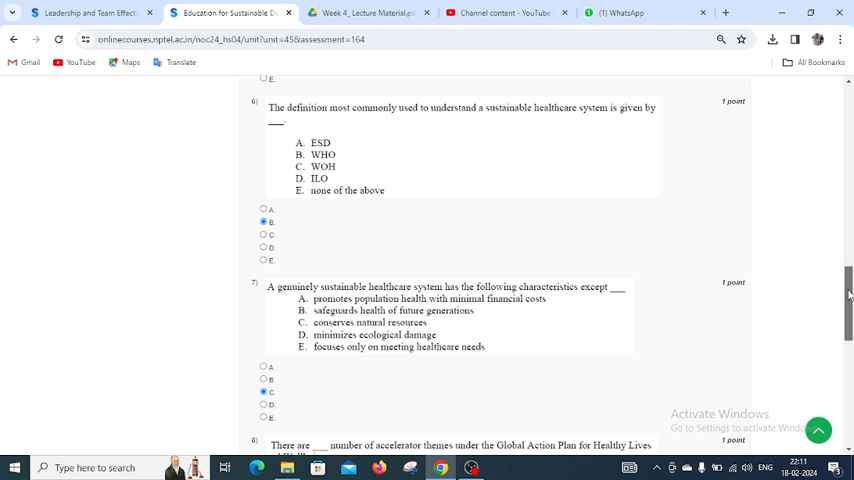 Leadership and Team Effecti
Education for Sustainable De
Week 4_ Lecture Material.pd
Channel content - YouTube
(1) WhatsApp
onlinecourses.nptel.ac.in/noc24_hs04/unit?unit=45&assessment=164
Gmail
YouTube
Maps
Translate
All Bookmarks
E.
6)
The definition most commonly used to understand a sustainable healthcare system is given by
___.
1 point
A. ESD
B. WHO
C. WOH
D. ILO
E. none of the above
A.
B.
C.
D.
E.
7)
A genuinely sustainable healthcare system has the following characteristics except ___
1 point
A. promotes population health with minimal financial costs
B. safeguards health of future generations
C. conserves natural resources
D. minimizes ecological damage
E. focuses only on meeting healthcare needs
A.
B.
C.
D.
E.
Activate Windows
Go to Settings to activate Windo
8)
There are ___ number of accelerator themes under the Global Action Plan for Healthy Lives
1 point
Type here to search
ENG
22:11
18-02-2024
3